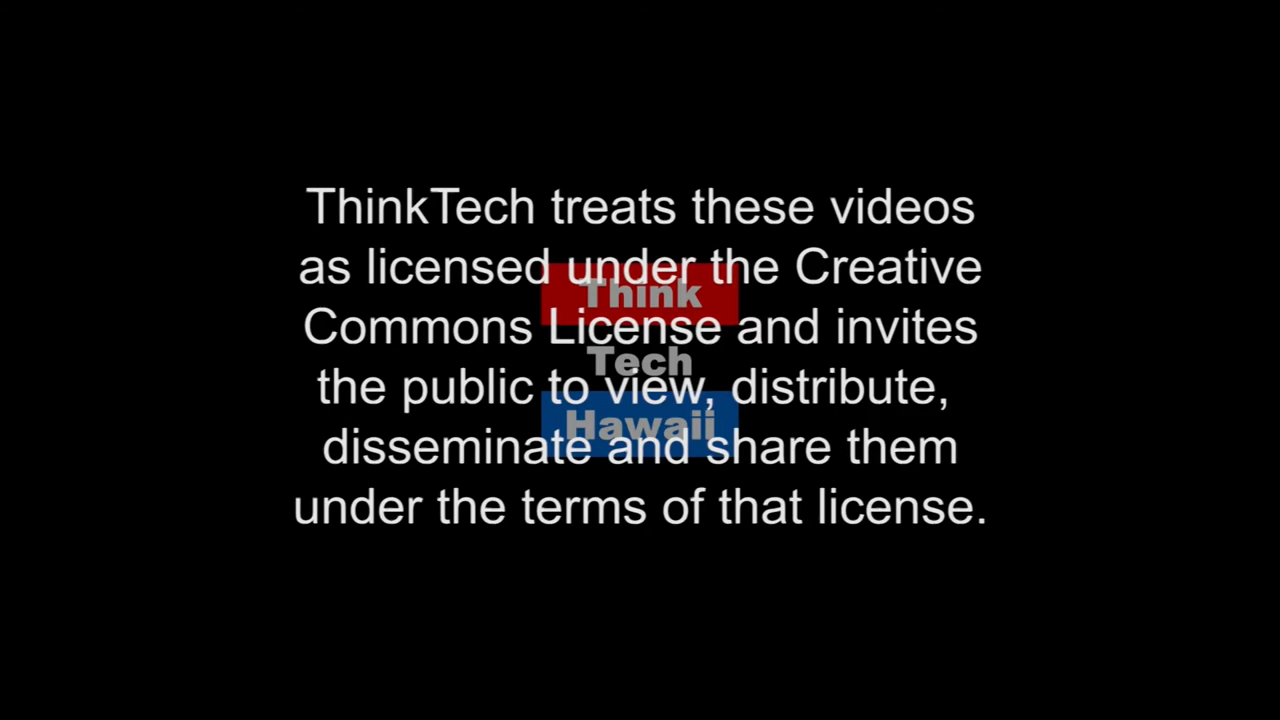 ThinkTech treats these videos
as licensed under the Creative
Commons License and invites
the public to view, distribute,
disseminate and share them
under the terms of that license.
Think
Tech
Hawaii